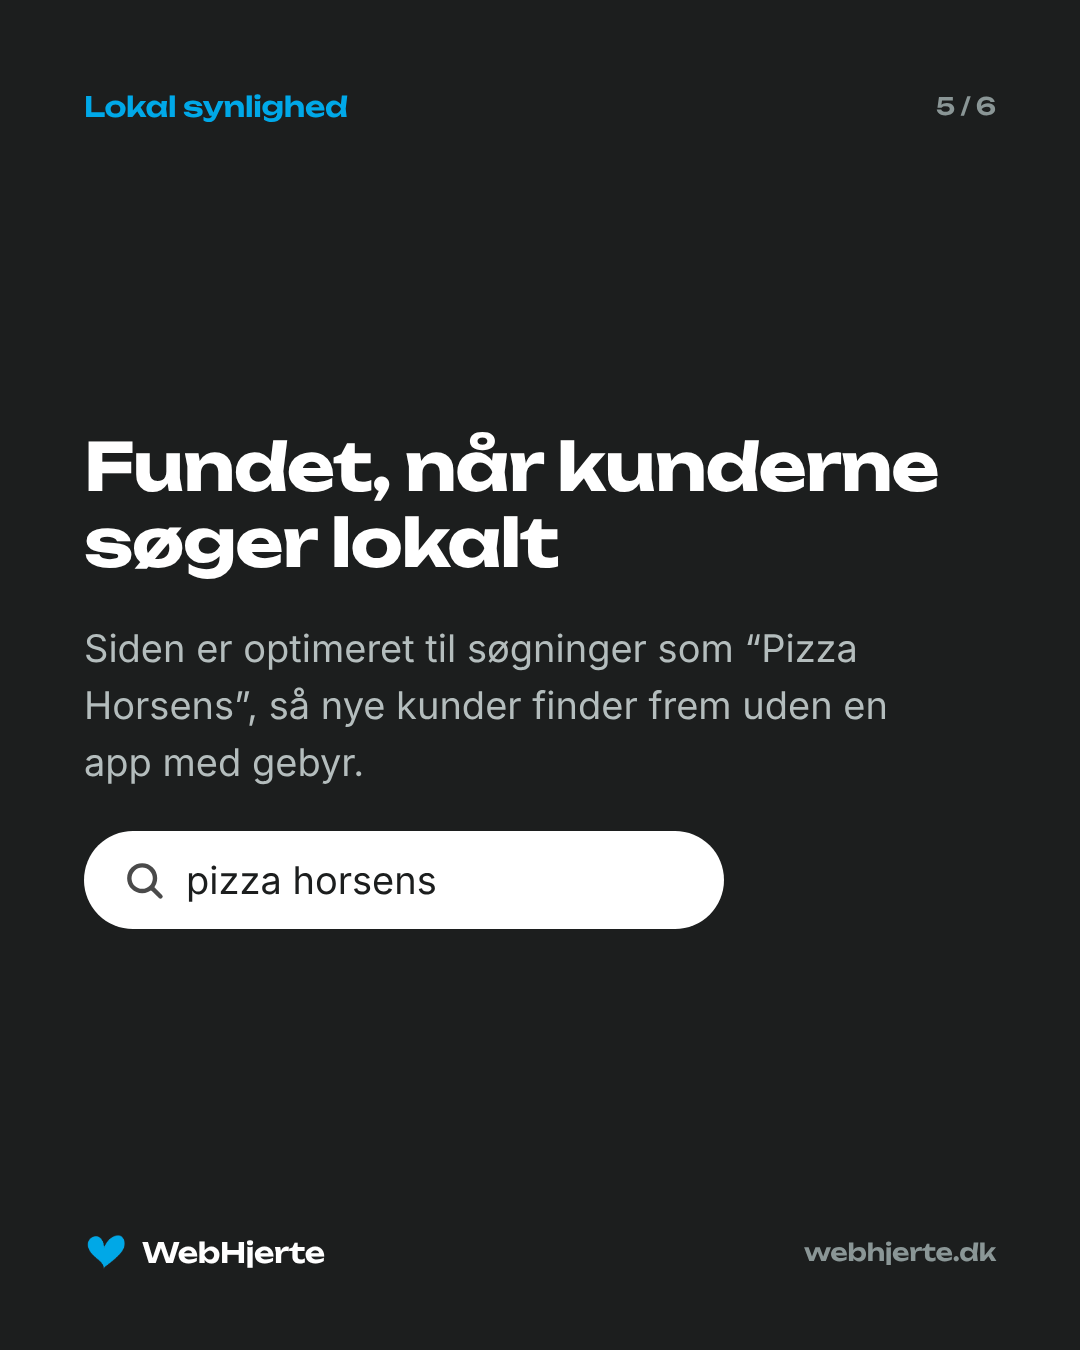 Lokal synlighed
5 / 6
Fundet, når kunderne
søger lokalt
Siden er optimeret til søgninger som “Pizza
Horsens”, så nye kunder finder frem uden en
app med gebyr.
pizza horsens
WebHjerte
webhjerte.dk